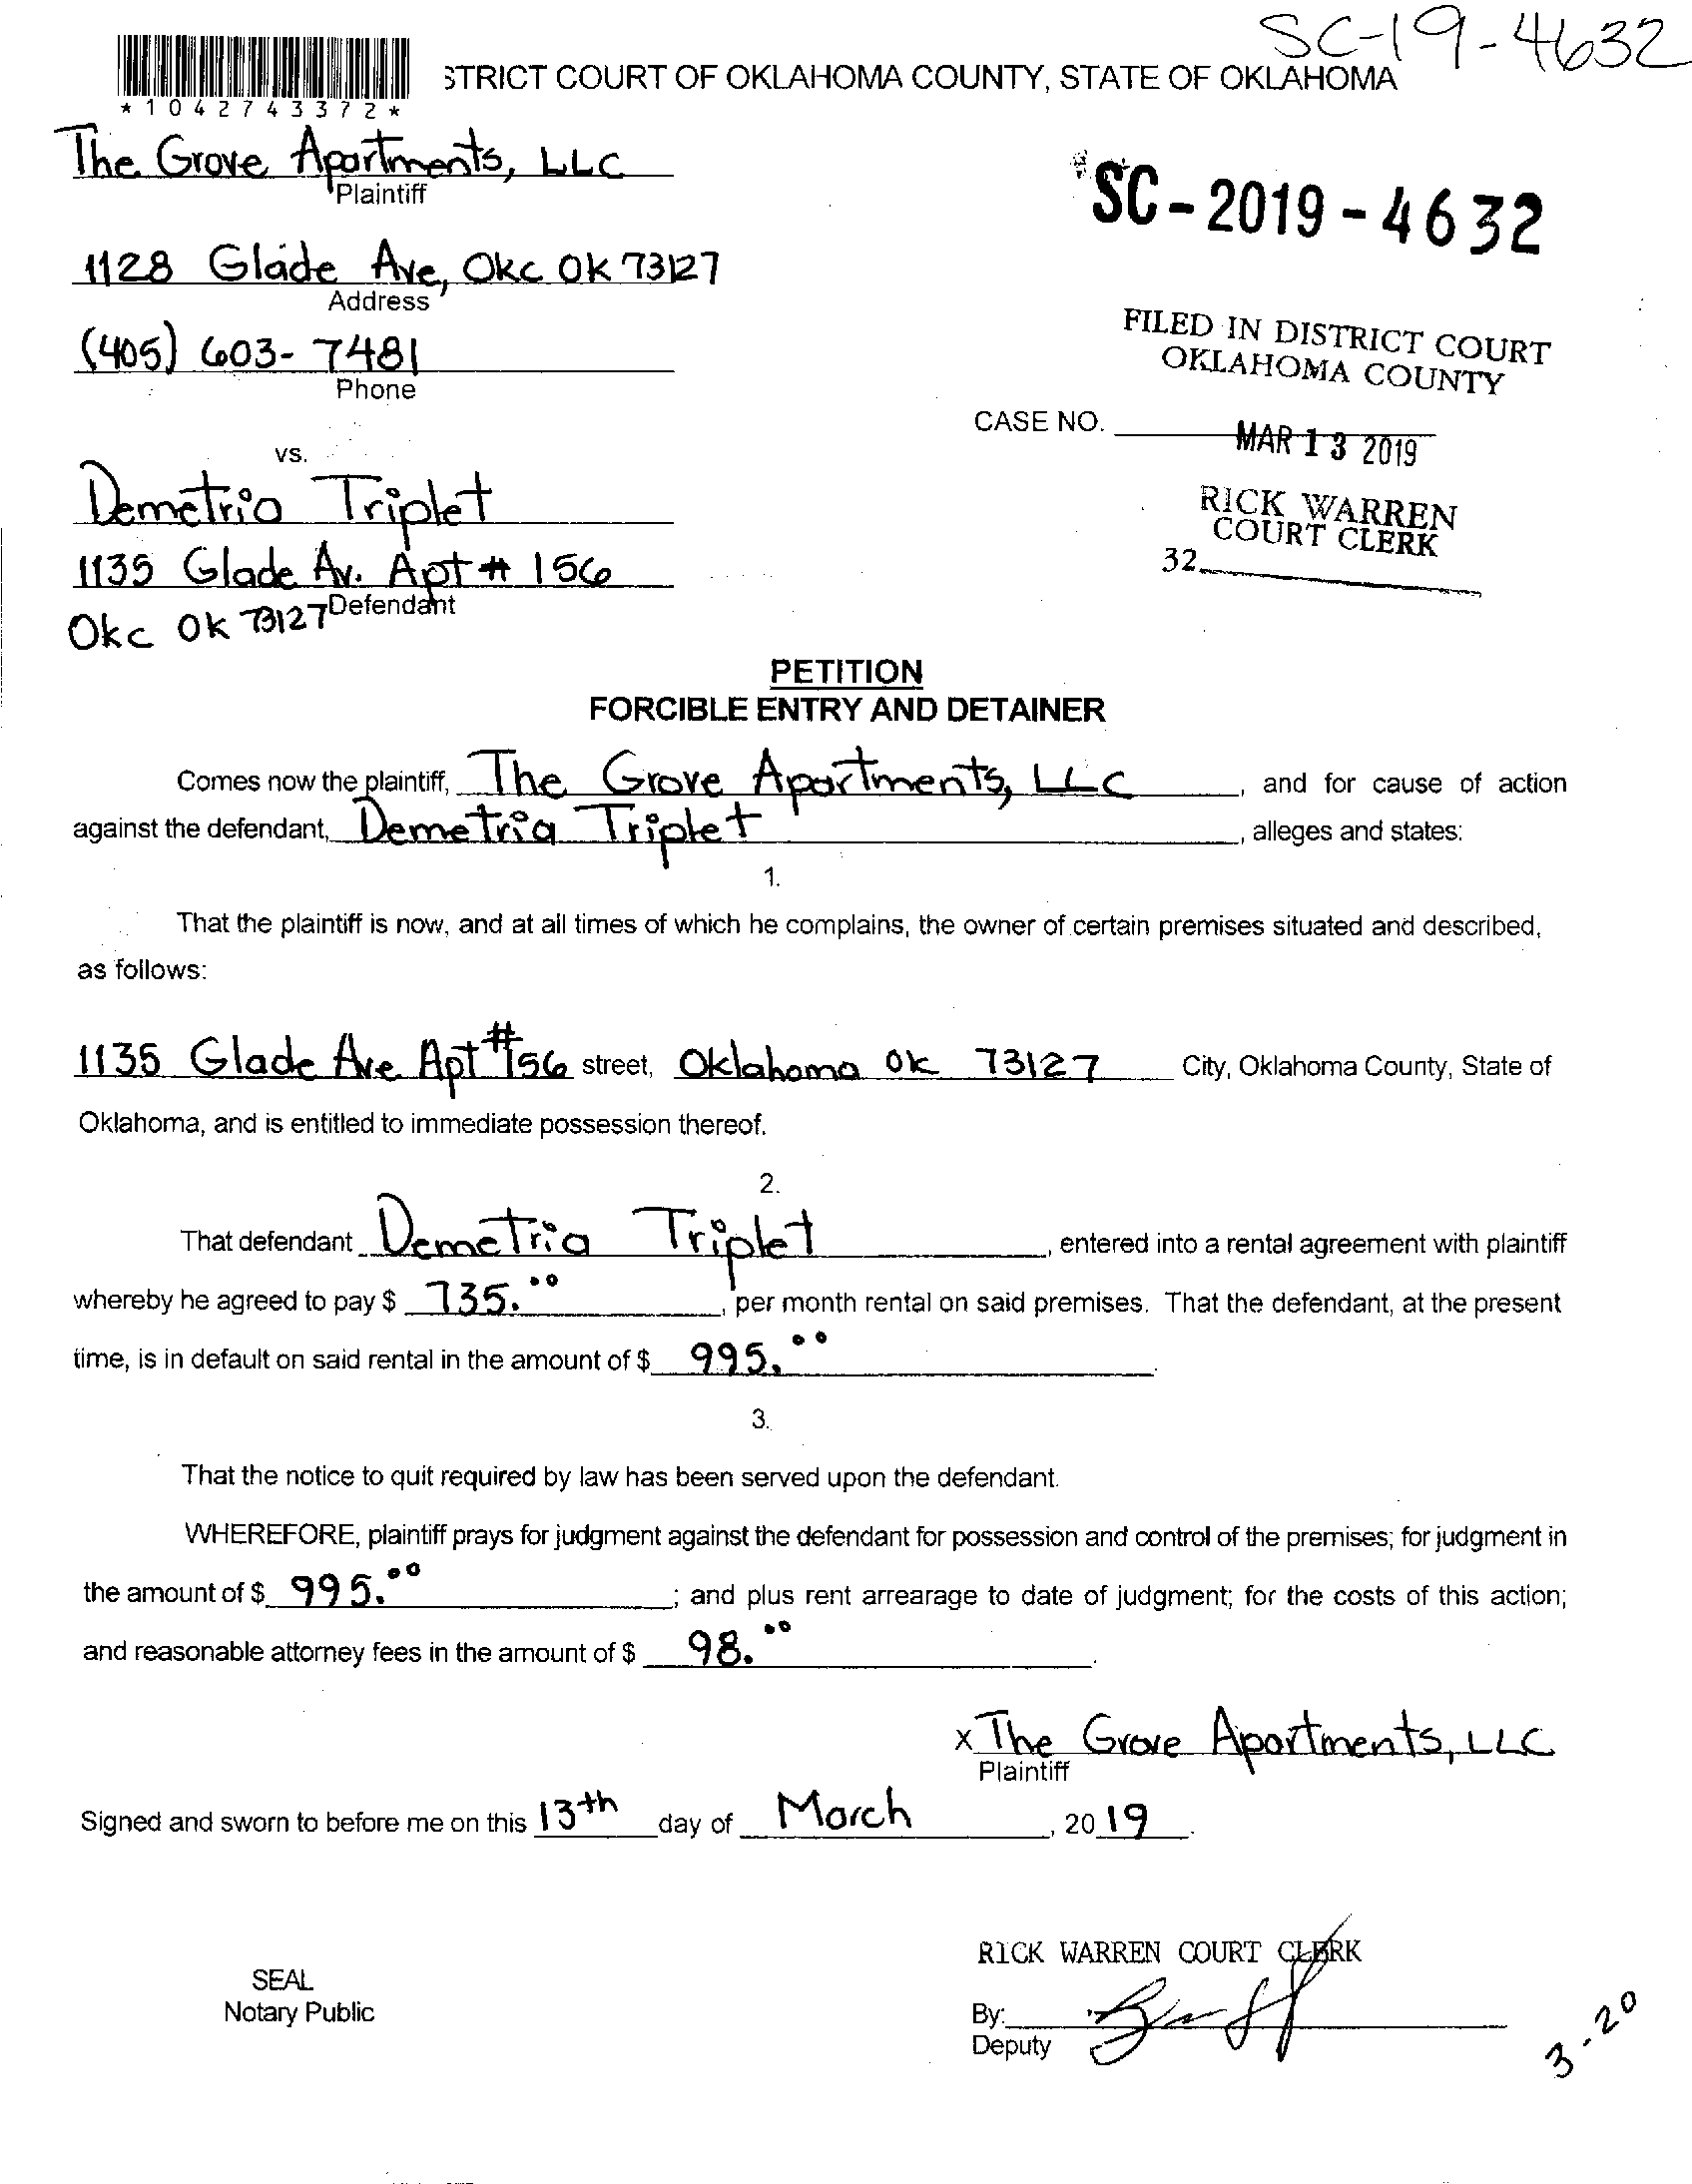 SC-19-4632
STRICT COURT OF OKLAHOMA COUNTY, STATE OF OKLAHOMA
*1042743372*
The Grove Apartments, LLC
Plaintiff
SC-2019-4632
1128 Glade Ave, Okc OK 73127
Address
(405) 603-7481
Phone
FILED IN DISTRICT COURT
OKLAHOMA COUNTY
CASE NO.
MAR 13 2019
vs.
RICK WARREN
COURT CLERK
32
Demetria Triplet
1135 Glade Av. Apt # 156
Defendant
Okc Ok 73127
PETITION
FORCIBLE ENTRY AND DETAINER
Comes now the plaintiff, The Grove Apartments, LLC, and for cause of action
against the defendant, Demetria Triplet, alleges and states:
1.
That the plaintiff is now, and at all times of which he complains, the owner of certain premises situated and described,
as follows:
1135 Glade Ave Apt #156 street, Oklahoma OK 73127 City, Oklahoma County, State of
Oklahoma, and is entitled to immediate possession thereof.
2.
That defendant Demetria Triplet, entered into a rental agreement with plaintiff
whereby he agreed to pay $ 735.00, per month rental on said premises. That the defendant, at the present
time, is in default on said rental in the amount of $ 995.00.
3.
That the notice to quit required by law has been served upon the defendant.
WHEREFORE, plaintiff prays for judgment against the defendant for possession and control of the premises; for judgment in
the amount of $ 995.00; and plus rent arrearage to date of judgment; for the costs of this action;
and reasonable attorney fees in the amount of $ 98.00.
x The Grove Apartments, LLC
Plaintiff
Signed and sworn to before me on this 13th day of March, 2019.
RICK WARREN COURT CLERK
SEAL
Notary Public
By:
Deputy
3-20